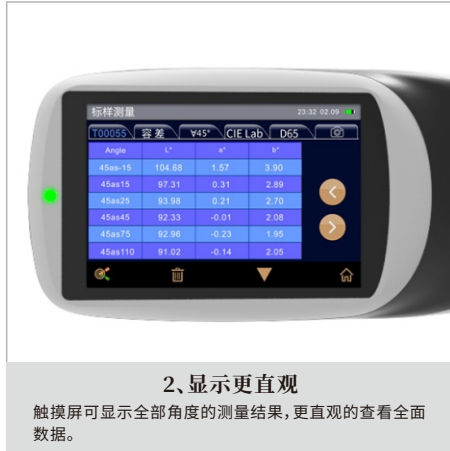 标样测量 23:32 02.09
T00055 容差 ∀45° CIE Lab D65
Angle L* a* b*
45as-15 104.68 1.57 3.90
45as15 97.31 0.31 2.89
45as25 93.98 0.21 2.70
45as45 92.33 -0.01 2.08
45as75 92.96 -0.23 1.95
45as110 91.02 -0.14 2.05
2、显示更直观
触摸屏可显示全部角度的测量结果,更直观的查看全面
数据。